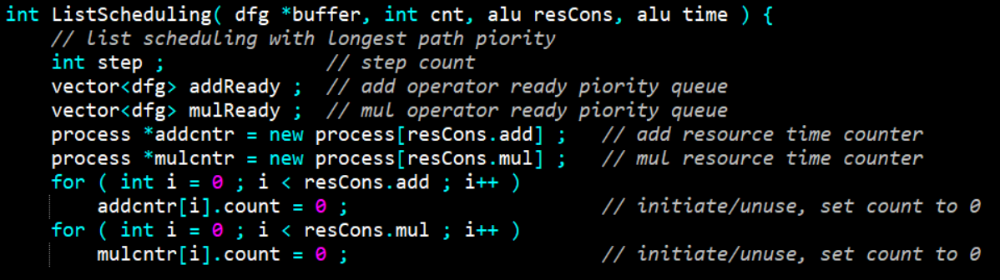 int ListScheduling( dfg *buffer, int cnt, alu resCons, alu time ) {
    // list scheduling with longest path piority
    int step ;              // step count
    vector<dfg> addReady ;  // add operator ready piority queue
    vector<dfg> mulReady ;  // mul operator ready piority queue
    process *addcntr = new process[resCons.add] ;   // add resource time counter
    process *mulcntr = new process[resCons.mul] ;   // mul resource time counter
    for ( int i = 0 ; i < resCons.add ; i++ )
        addcntr[i].count = 0 ;                      // initiate/unuse, set count to 0
    for ( int i = 0 ; i < resCons.mul ; i++ )
        mulcntr[i].count = 0 ;                      // initiate/unuse, set count to 0